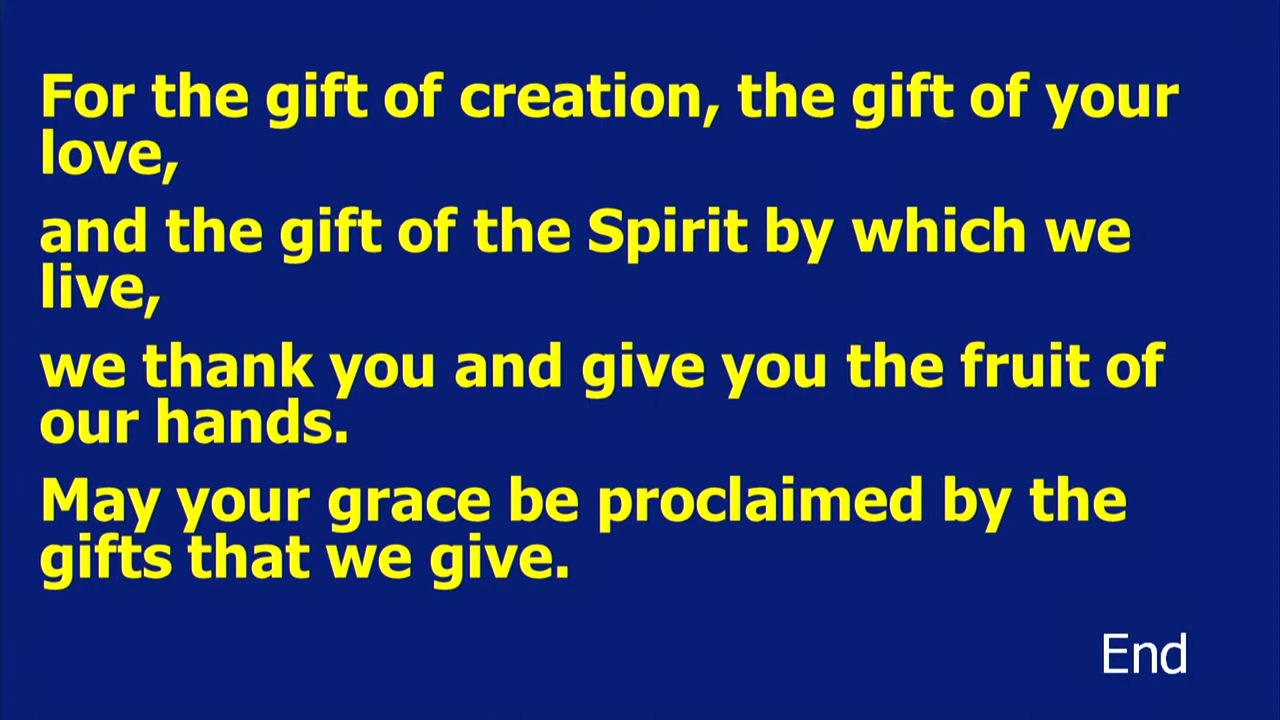 For the gift of creation, the gift of your
love,
and the gift of the Spirit by which we
live,
we thank you and give you the fruit of
our hands.
May your grace be proclaimed by the
gifts that we give.
End